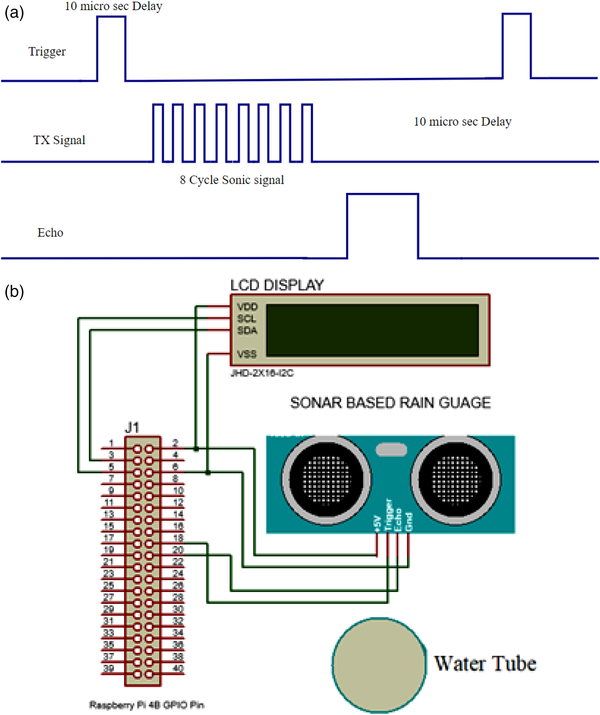 (a)
10 micro sec Delay
Trigger
TX Signal
10 micro sec Delay
8 Cycle Sonic signal
Echo
(b)
LCD DISPLAY
VDD
SCL
SDA
VSS
JHD-2X16-I2C
SONAR BASED RAIN GUAGE
J1
1 2
3 4
5 6
7 8
9 10
11 12
13 14
15 16
17 18
19 20
21 22
23 24
25 26
27 28
29 30
31 32
33 34
35 36
37 38
39 40
+5V
Trigger
Echo
Gnd
Water Tube
Raspberry Pi 4B GPIO Pin